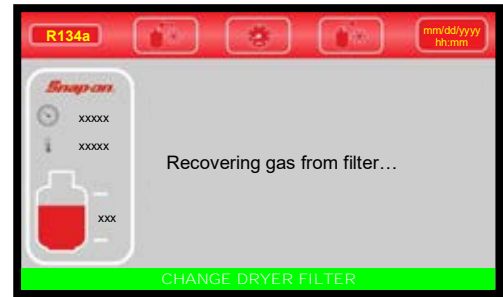 R134a
mm/dd/yyyy
hh:mm
Snap-on
xxxxx
xxxxx
Recovering gas from filter…
xxx
CHANGE DRYER FILTER